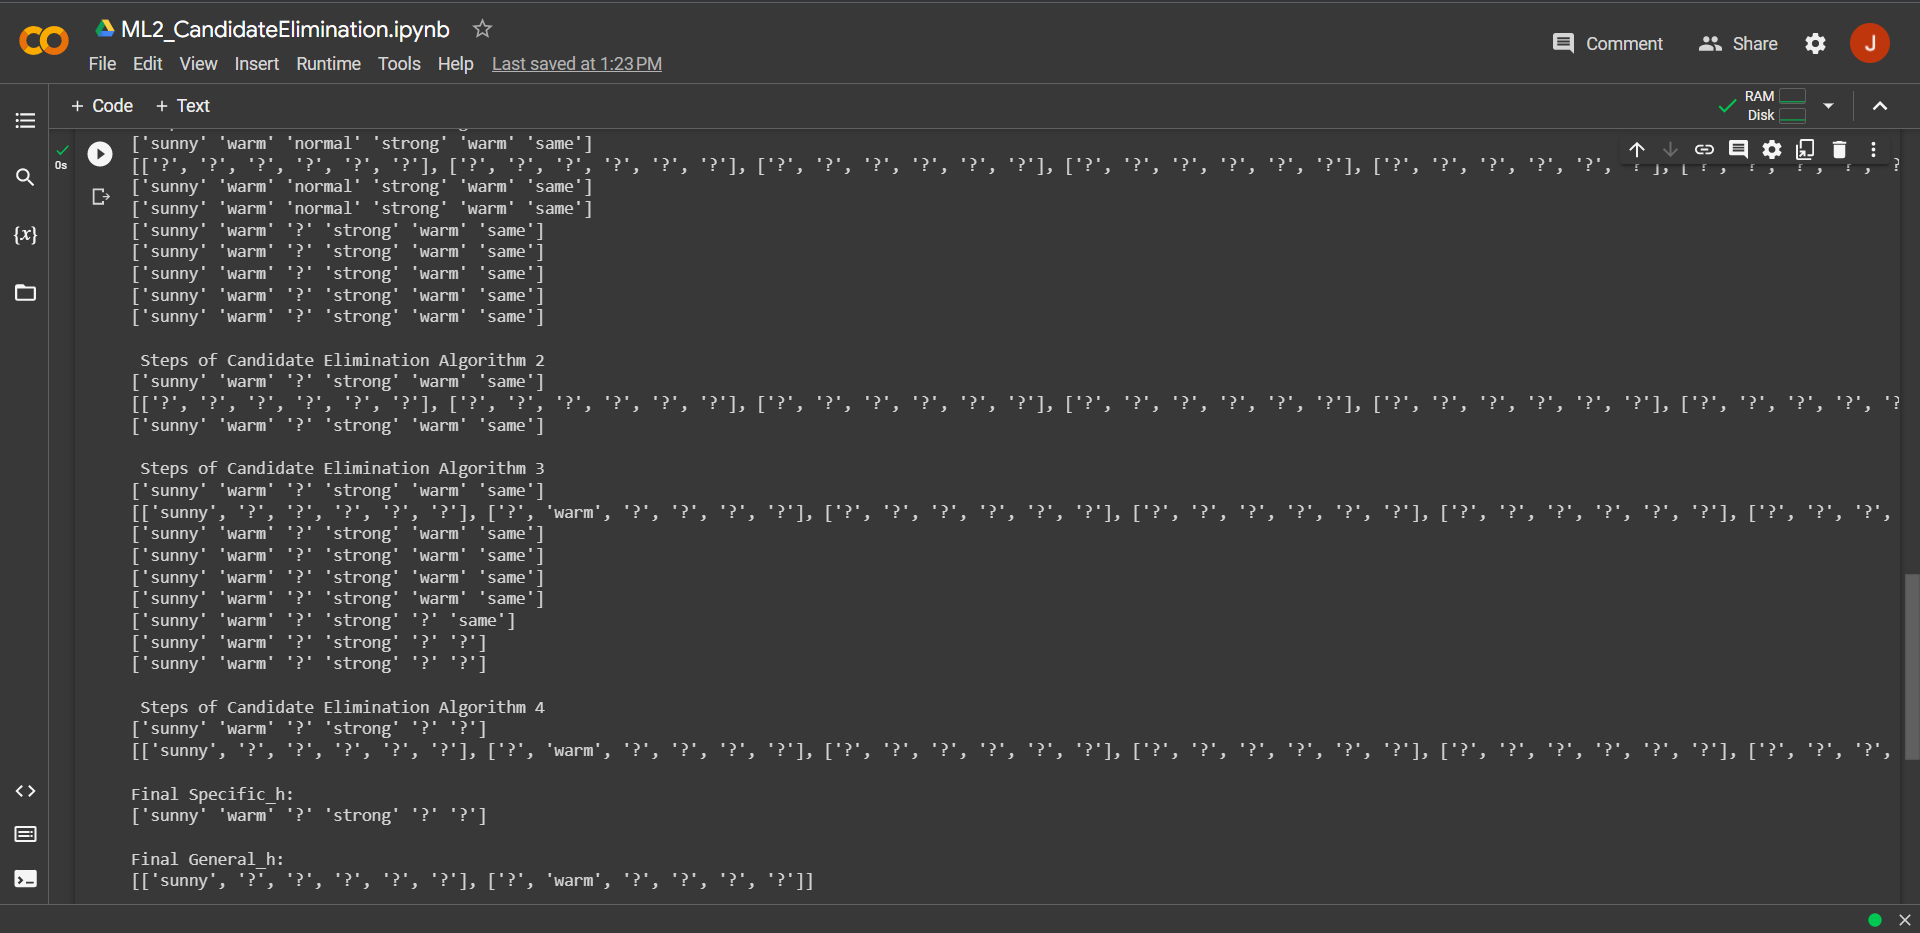 ML2_CandidateElimination.ipynb
File Edit View Insert Runtime Tools Help Last saved at 1:23 PM
Comment Share J
+ Code + Text
RAM
Disk
0s
{x}
['sunny' 'warm' 'normal' 'strong' 'warm' 'same']
[['?', '?', '?', '?', '?', '?'], ['?', '?', '?', '?', '?', '?'], ['?', '?', '?', '?', '?', '?'], ['?', '?', '?', '?', '?', '?'], ['?', '?', '?', '?', '?', '?'], ['?', '?', '?', '?', '?
['sunny' 'warm' 'normal' 'strong' 'warm' 'same']
['sunny' 'warm' 'normal' 'strong' 'warm' 'same']
['sunny' 'warm' '?' 'strong' 'warm' 'same']
['sunny' 'warm' '?' 'strong' 'warm' 'same']
['sunny' 'warm' '?' 'strong' 'warm' 'same']
['sunny' 'warm' '?' 'strong' 'warm' 'same']
['sunny' 'warm' '?' 'strong' 'warm' 'same']
Steps of Candidate Elimination Algorithm 2
['sunny' 'warm' '?' 'strong' 'warm' 'same']
[['?', '?', '?', '?', '?', '?'], ['?', '?', '?', '?', '?', '?'], ['?', '?', '?', '?', '?', '?'], ['?', '?', '?', '?', '?', '?'], ['?', '?', '?', '?', '?', '?'], ['?', '?', '?', '?', '?
['sunny' 'warm' '?' 'strong' 'warm' 'same']
Steps of Candidate Elimination Algorithm 3
['sunny' 'warm' '?' 'strong' 'warm' 'same']
[['sunny', '?', '?', '?', '?', '?'], ['?', 'warm', '?', '?', '?', '?'], ['?', '?', '?', '?', '?', '?'], ['?', '?', '?', '?', '?', '?'], ['?', '?', '?', '?', '?', '?'], ['?', '?', '?',
['sunny' 'warm' '?' 'strong' 'warm' 'same']
['sunny' 'warm' '?' 'strong' 'warm' 'same']
['sunny' 'warm' '?' 'strong' 'warm' 'same']
['sunny' 'warm' '?' 'strong' 'warm' 'same']
['sunny' 'warm' '?' 'strong' '?' 'same']
['sunny' 'warm' '?' 'strong' '?' '?']
['sunny' 'warm' '?' 'strong' '?' '?']
Steps of Candidate Elimination Algorithm 4
['sunny' 'warm' '?' 'strong' '?' '?']
[['sunny', '?', '?', '?', '?', '?'], ['?', 'warm', '?', '?', '?', '?'], ['?', '?', '?', '?', '?', '?'], ['?', '?', '?', '?', '?', '?'], ['?', '?', '?', '?', '?', '?'], ['?', '?', '?',
Final Specific_h:
['sunny' 'warm' '?' 'strong' '?' '?']
Final General_h:
[['sunny', '?', '?', '?', '?', '?'], ['?', 'warm', '?', '?', '?', '?']]